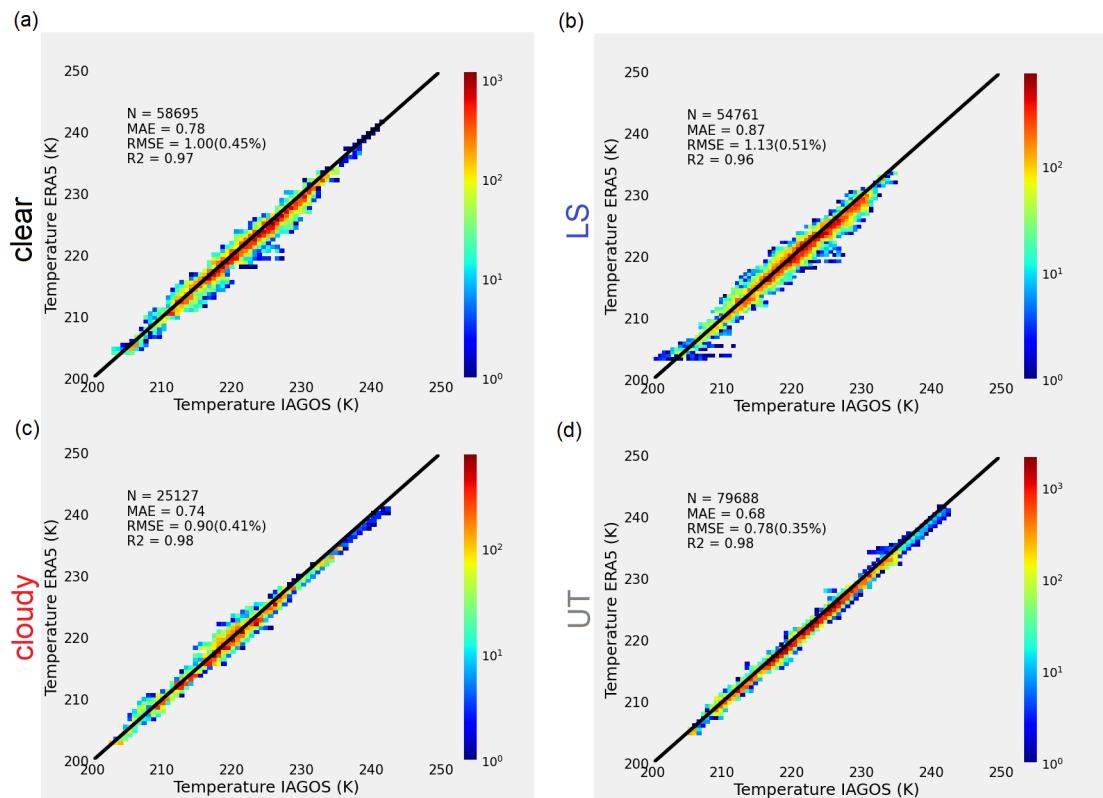 (a)
clear
Temperature ERA5 (K)
250
240
230
220
210
200
N = 58695
MAE = 0.78
RMSE = 1.00(0.45%)
R2 = 0.97
200 210 220 230 240 250
Temperature IAGOS (K)
10³
10²
10¹
10⁰
(b)
LS
Temperature ERA5 (K)
250
240
230
220
210
200
N = 54761
MAE = 0.87
RMSE = 1.13(0.51%)
R2 = 0.96
200 210 220 230 240 250
Temperature IAGOS (K)
10²
10¹
10⁰
(c)
cloudy
Temperature ERA5 (K)
250
240
230
220
210
200
N = 25127
MAE = 0.74
RMSE = 0.90(0.41%)
R2 = 0.98
200 210 220 230 240 250
Temperature IAGOS (K)
10²
10¹
10⁰
(d)
UT
Temperature ERA5 (K)
250
240
230
220
210
200
N = 79688
MAE = 0.68
RMSE = 0.78(0.35%)
R2 = 0.98
200 210 220 230 240 250
Temperature IAGOS (K)
10³
10²
10¹
10⁰